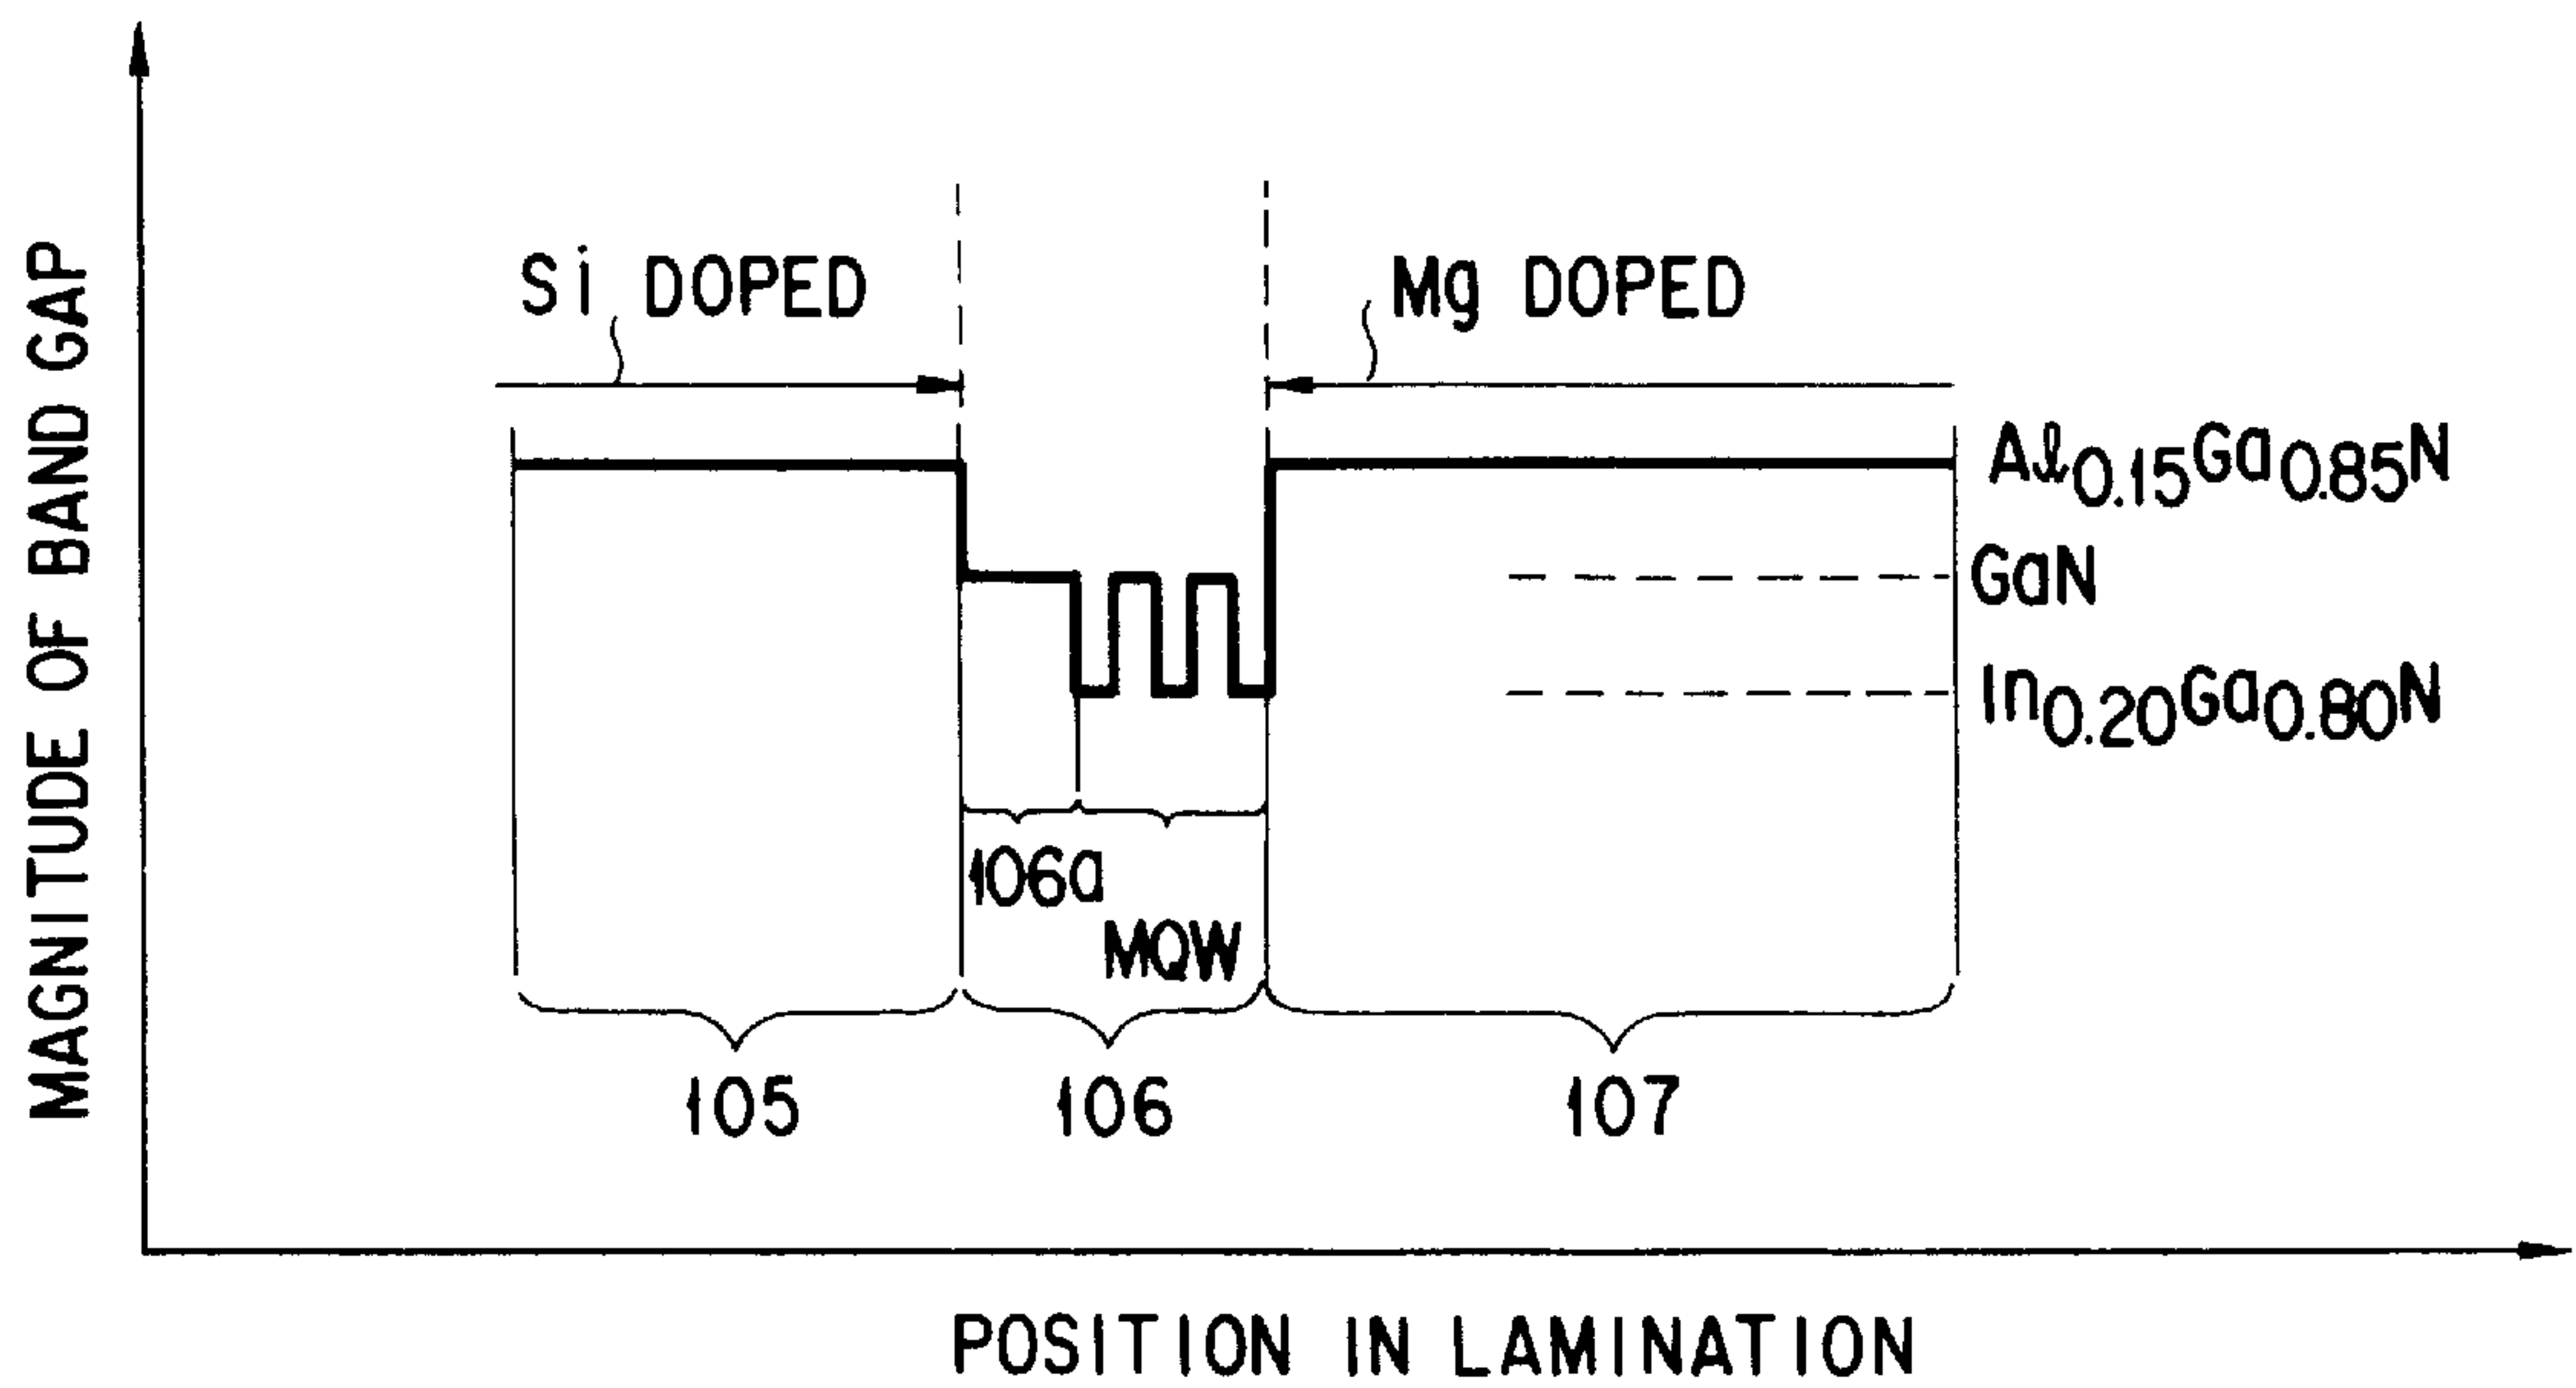 MAGNITUDE OF BAND GAP
Si DOPED
Mg DOPED
Al0.15Ga0.85N
GaN
In0.20Ga0.80N
106a
MQW
105
106
107
POSITION IN LAMINATION